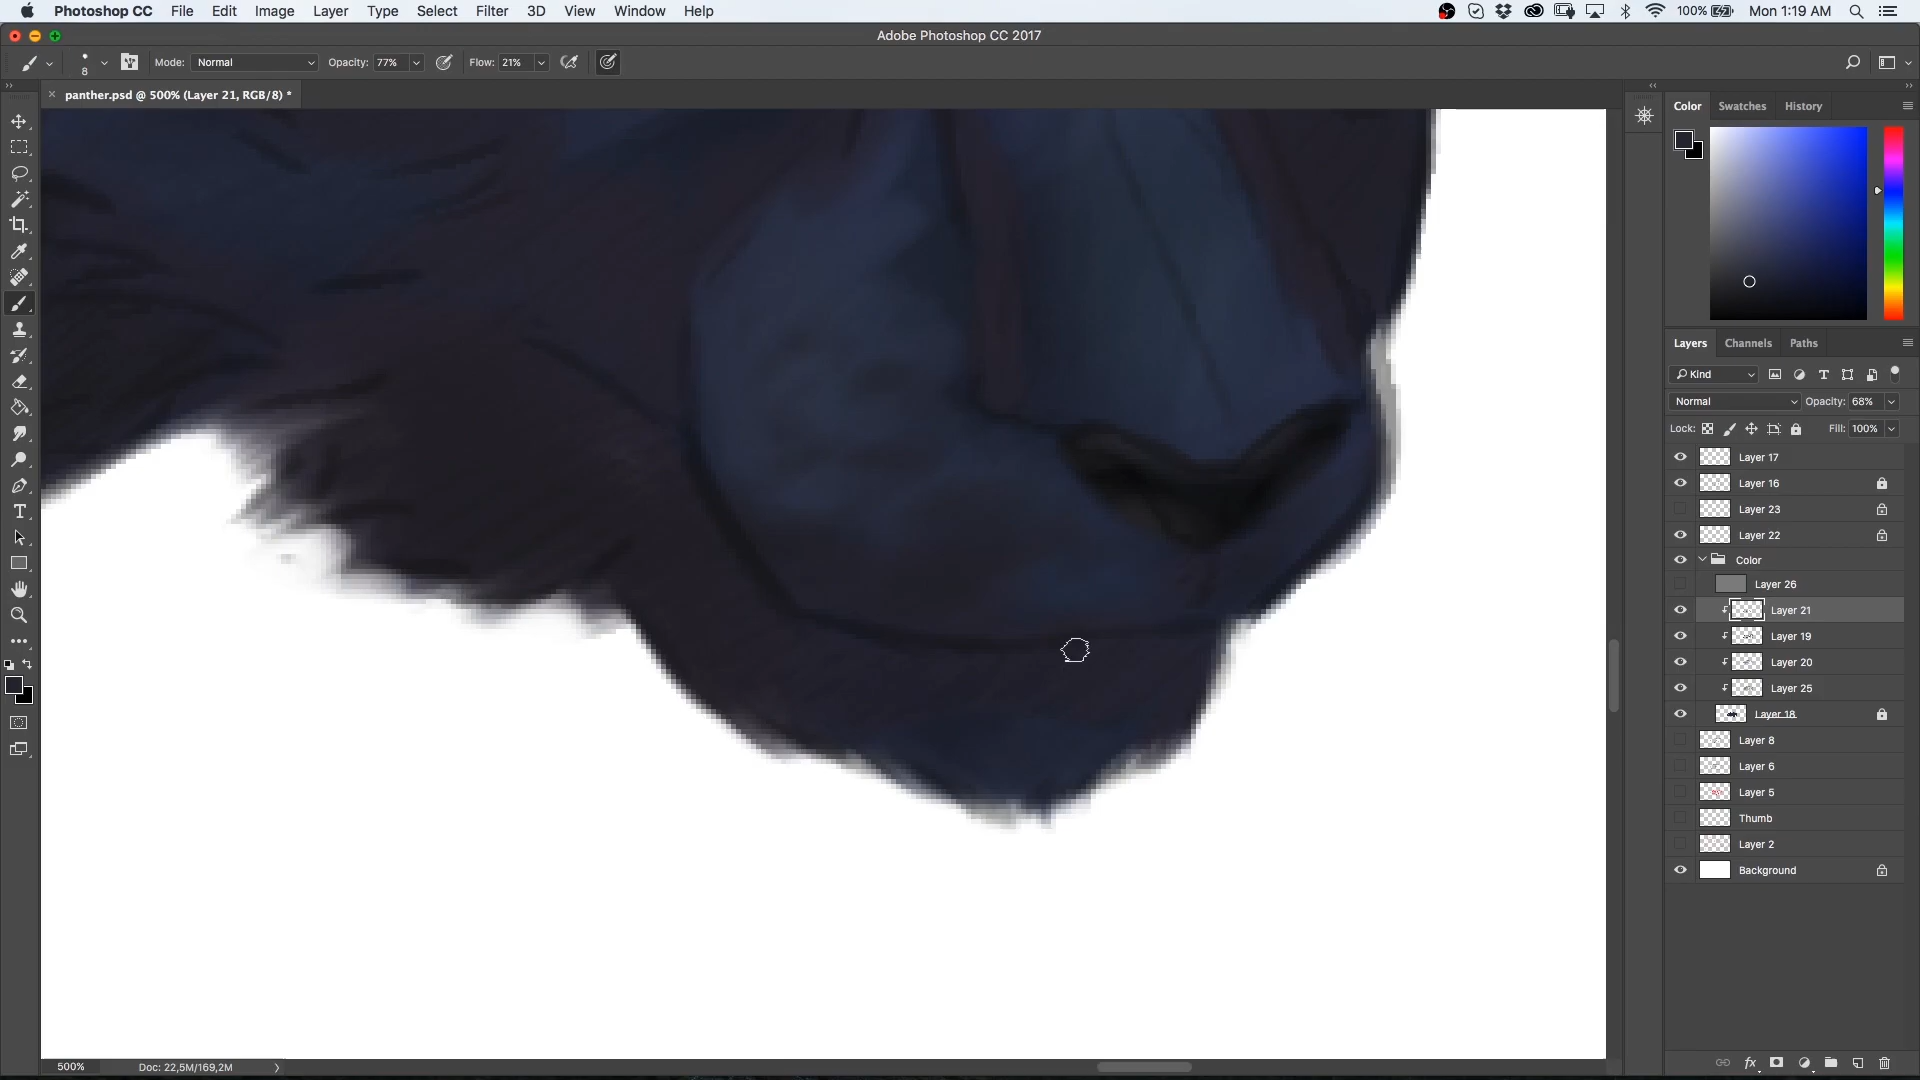 Photoshop CC File Edit Image Layer Type Select Filter 3D View Window Help 100% Mon 1:19 AM
Adobe Photoshop CC 2017
8 Mode: Normal Opacity: 77% Flow: 21%
panther.psd @ 500% (Layer 21, RGB/8) *
Color Swatches History
Layers Channels Paths
Kind
Normal Opacity: 68%
Lock: Fill: 100%
Layer 17
Layer 16
Layer 23
Layer 22
Color
Layer 26
Layer 21
Layer 19
Layer 20
Layer 25
Layer 18
Layer 8
Layer 6
Layer 5
Thumb
Layer 2
Background
500% Doc: 22,5M/169,2M